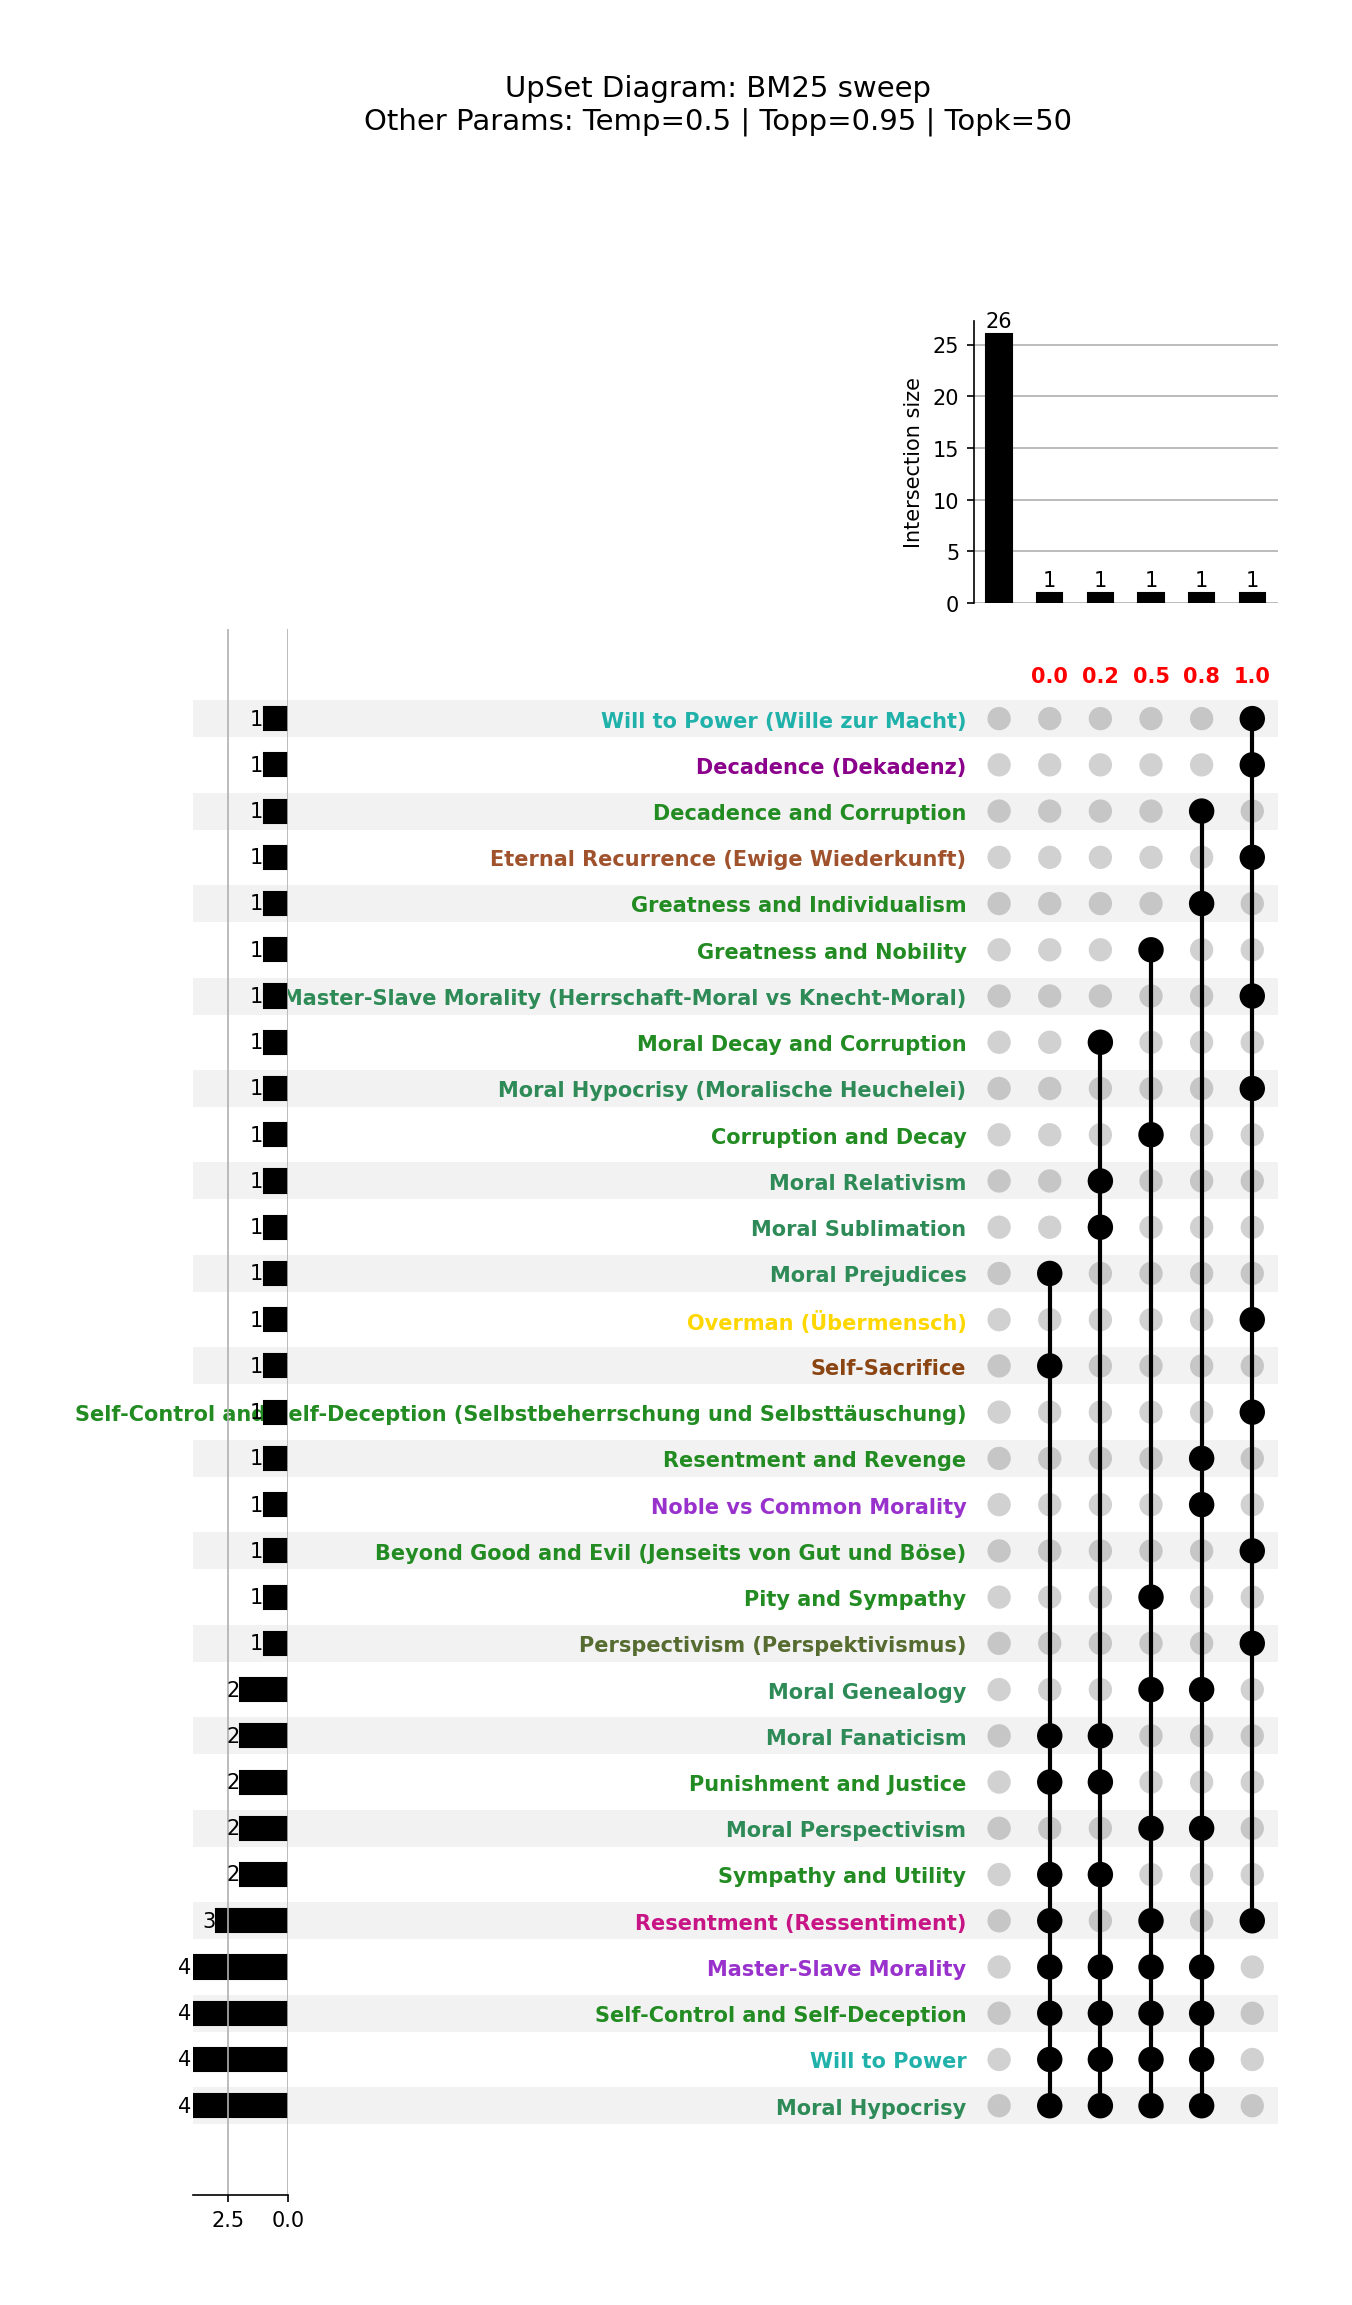 UpSet Diagram: BM25 sweep
Other Params: Temp=0.5 | Topp=0.95 | Topk=50
26
25
20
15
10
5
0
Intersection size
1 1 1 1 1
0.0 0.2 0.5 0.8 1.0
1 Will to Power (Wille zur Macht)
1 Decadence (Dekadenz)
1 Decadence and Corruption
1 Eternal Recurrence (Ewige Wiederkunft)
1 Greatness and Individualism
1 Greatness and Nobility
1 Master-Slave Morality (Herrschaft-Moral vs Knecht-Moral)
1 Moral Decay and Corruption
1 Moral Hypocrisy (Moralische Heuchelei)
1 Corruption and Decay
1 Moral Relativism
1 Moral Sublimation
1 Moral Prejudices
1 Overman (Übermensch)
1 Self-Sacrifice
1 Self-Control and Self-Deception (Selbstbeherrschung und Selbsttäuschung)
1 Resentment and Revenge
1 Noble vs Common Morality
1 Beyond Good and Evil (Jenseits von Gut und Böse)
1 Pity and Sympathy
1 Perspectivism (Perspektivismus)
2 Moral Genealogy
2 Moral Fanaticism
2 Punishment and Justice
2 Moral Perspectivism
2 Sympathy and Utility
3 Resentment (Ressentiment)
4 Master-Slave Morality
4 Self-Control and Self-Deception
4 Will to Power
4 Moral Hypocrisy
2.5 0.0